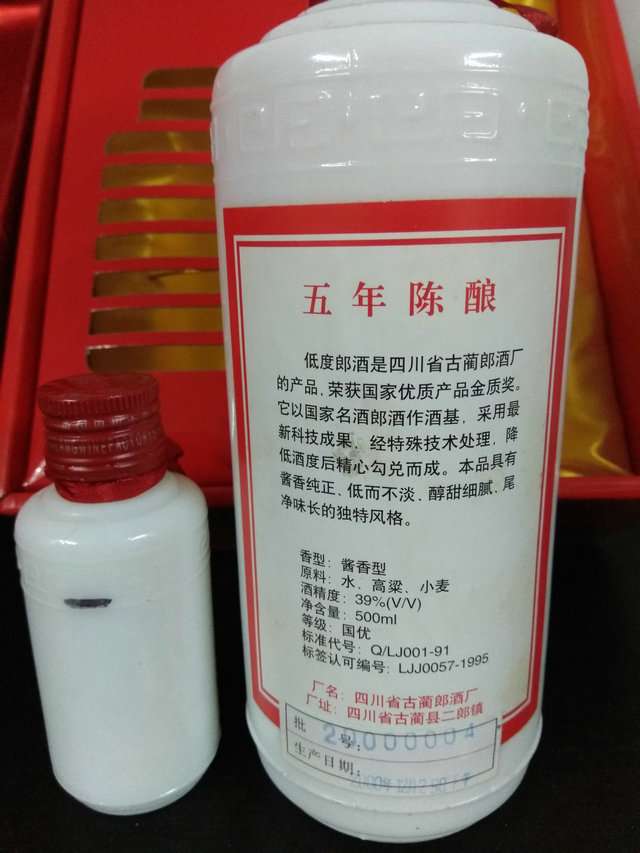 五年陈酿
低度郎酒是四川省古蔺郎酒厂
的产品,荣获国家优质产品金质奖。
它以国家名酒郎酒作酒基,采用最
新科技成果、经特殊技术处理,降
低酒度后精心勾兑而成。本品具有
酱香纯正、低而不淡、醇甜细腻、尾
净味长的独特风格。
香型:酱香型
原料:水、高粱、小麦
酒精度:39%(V/V)
净含量:500ml
等级:国优
标准代号:Q/LJ001-91
标签认可编号:LJJ0057-1995
厂名:四川省古蔺郎酒厂
厂址:四川省古蔺县二郎镇
批号:
生产日期: